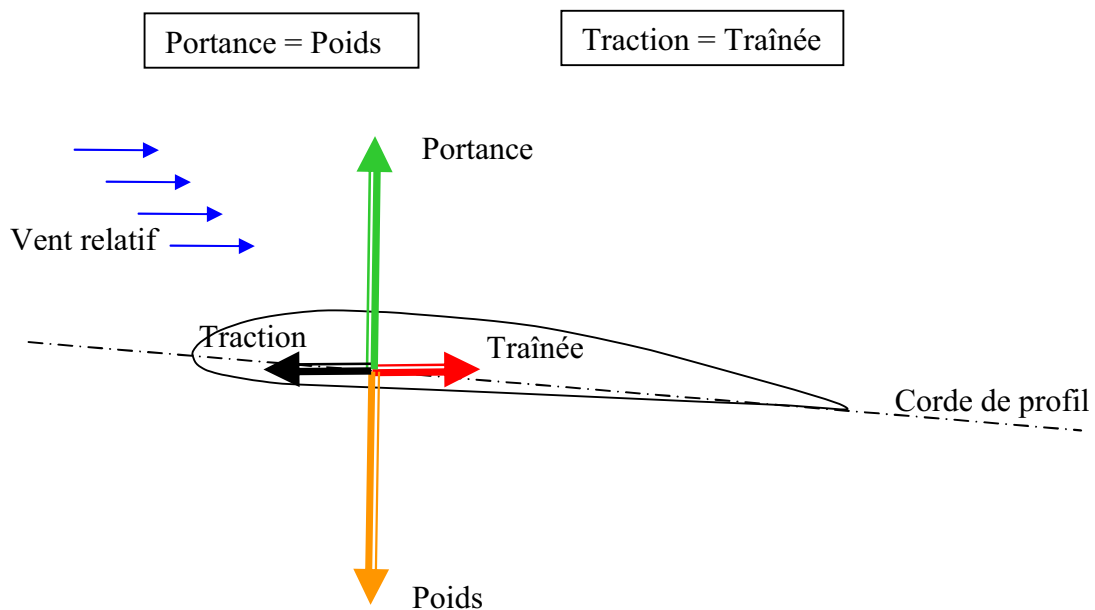 Portance = Poids
Traction = Traînée
Portance
Vent relatif
Traction
Traînée
Corde de profil
Poids